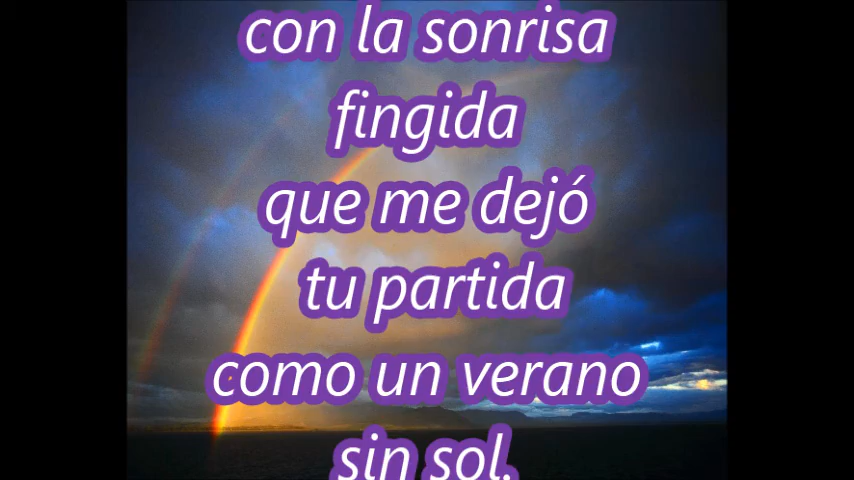 con la sonrisa
fingida
que me dejó
tu partida
como un verano
sin sol.